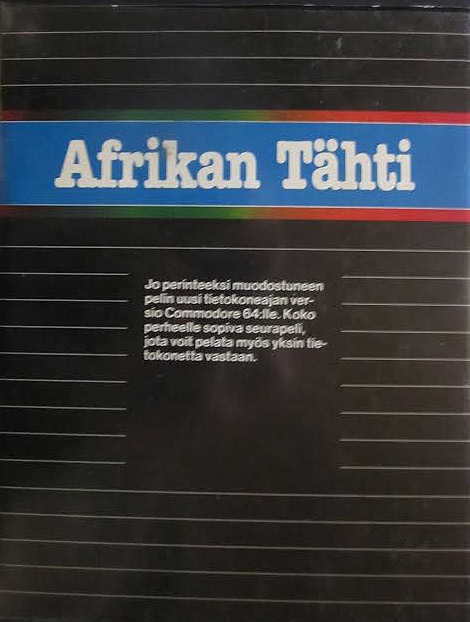 Afrikan Tähti
Jo perinteeksi muodostuneen
pelin uusi tietokoneajan ver-
sio Commodore 64:lle. Koko
perheelle sopiva seurapeli,
jota voit pelata myös yksin tie-
tokonetta vastaan.